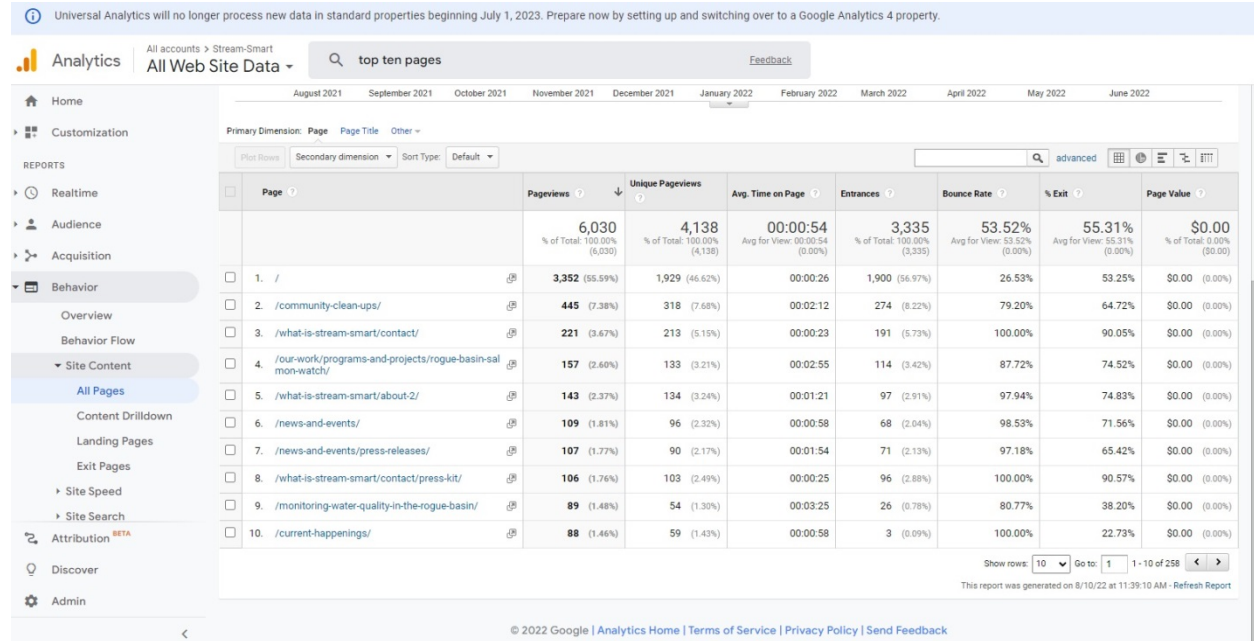 Universal Analytics will no longer process new data in standard properties beginning July 1, 2023. Prepare now by setting up and switching over to a Google Analytics 4 property.
Analytics
All accounts > Stream-Smart
All Web Site Data
top ten pages
Feedback
Home
Customization
REPORTS
Realtime
Audience
Acquisition
Behavior
Overview
Behavior Flow
Site Content
All Pages
Content Drilldown
Landing Pages
Exit Pages
Site Speed
Site Search
Attribution BETA
Discover
Admin
August 2021 September 2021 October 2021 November 2021 December 2021 January 2022 February 2022 March 2022 April 2022 May 2022 June 2022
Primary Dimension: Page Page Title Other
Plot Rows Secondary dimension Sort Type: Default advanced
Page Pageviews Unique Pageviews Avg. Time on Page Entrances Bounce Rate % Exit Page Value
6,030 4,138 00:00:54 3,335 53.52% 55.31% $0.00
% of Total: 100.00% % of Total: 100.00% Avg for View: 00:00:54 % of Total: 100.00% Avg for View: 53.52% Avg for View: 55.31% % of Total: 0.00%
(6,030) (4,138) (0.00%) (3,335) (0.00%) (0.00%) ($0.00)
1. / 3,352 (55.59%) 1,929 (46.62%) 00:00:26 1,900 (56.97%) 26.53% 53.25% $0.00 (0.00%)
2. /community-clean-ups/ 445 (7.38%) 318 (7.68%) 00:02:12 274 (8.22%) 79.20% 64.72% $0.00 (0.00%)
3. /what-is-stream-smart/contact/ 221 (3.67%) 213 (5.15%) 00:00:23 191 (5.73%) 100.00% 90.05% $0.00 (0.00%)
4. /our-work/programs-and-projects/rogue-basin-sal
mon-watch/ 157 (2.60%) 133 (3.21%) 00:02:55 114 (3.42%) 87.72% 74.52% $0.00 (0.00%)
5. /what-is-stream-smart/about-2/ 143 (2.37%) 134 (3.24%) 00:01:21 97 (2.91%) 97.94% 74.83% $0.00 (0.00%)
6. /news-and-events/ 109 (1.81%) 96 (2.32%) 00:00:58 68 (2.04%) 98.53% 71.56% $0.00 (0.00%)
7. /news-and-events/press-releases/ 107 (1.77%) 90 (2.17%) 00:01:54 71 (2.13%) 97.18% 65.42% $0.00 (0.00%)
8. /what-is-stream-smart/contact/press-kit/ 106 (1.76%) 103 (2.49%) 00:00:25 96 (2.88%) 100.00% 90.57% $0.00 (0.00%)
9. /monitoring-water-quality-in-the-rogue-basin/ 89 (1.48%) 54 (1.30%) 00:03:25 26 (0.78%) 80.77% 38.20% $0.00 (0.00%)
10. /current-happenings/ 88 (1.46%) 59 (1.43%) 00:00:58 3 (0.09%) 100.00% 22.73% $0.00 (0.00%)
Show rows: 10 Go to: 1 1 - 10 of 258
This report was generated on 8/10/22 at 11:39:10 AM - Refresh Report
© 2022 Google | Analytics Home | Terms of Service | Privacy Policy | Send Feedback